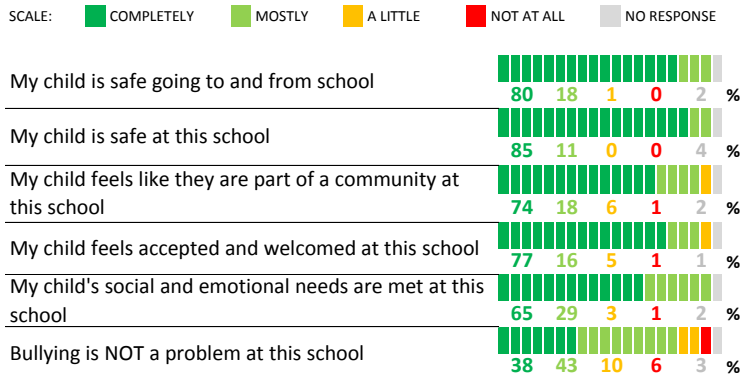 SCALE: COMPLETELY MOSTLY A LITTLE NOT AT ALL NO RESPONSE
My child is safe going to and from school
80 18 1 0 2 %
My child is safe at this school
85 11 0 0 4 %
My child feels like they are part of a community at
this school
74 18 6 1 2 %
My child feels accepted and welcomed at this school
77 16 5 1 1 %
My child's social and emotional needs are met at this
school
65 29 3 1 2 %
Bullying is NOT a problem at this school
38 43 10 6 3 %